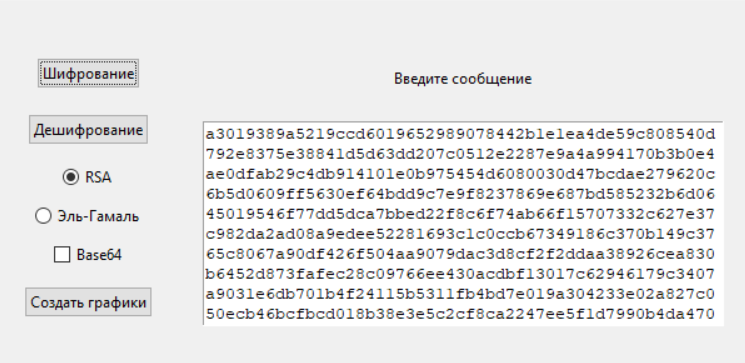 Шифрование
Введите сообщение
Дешифрование
RSA
Эль-Гамаль
Base64
Создать графики
a3019389a5219ccd6019652989078442b1e1ea4de59c808540d
792e8375e38841d5d63dd207c0512e2287e9a4a994170b3b0e4
ae0dfab29c4db914101e0b975454d6080030d47bcdae279620c
6b5d0609ff5630ef64bdd9c7e9f8237869e687bd585232b6d06
45019546f77dd5dca7bbed22f8c6f74ab66f15707332c627e37
c982da2ad08a9edee52281693c1c0ccb67349186c370b149c37
65c8067a90df426f504aa9079dac3d8cf2f2ddaa38926cea830
b6452d873fafec28c09766ee430acdbf13017c62946179c3407
a9031e6db701b4f24115b5311fb4bd7e019a304233e02a827c0
50ecb46bcfbcd018b38e3e5c2cf8ca2247ee5f1d7990b4da470